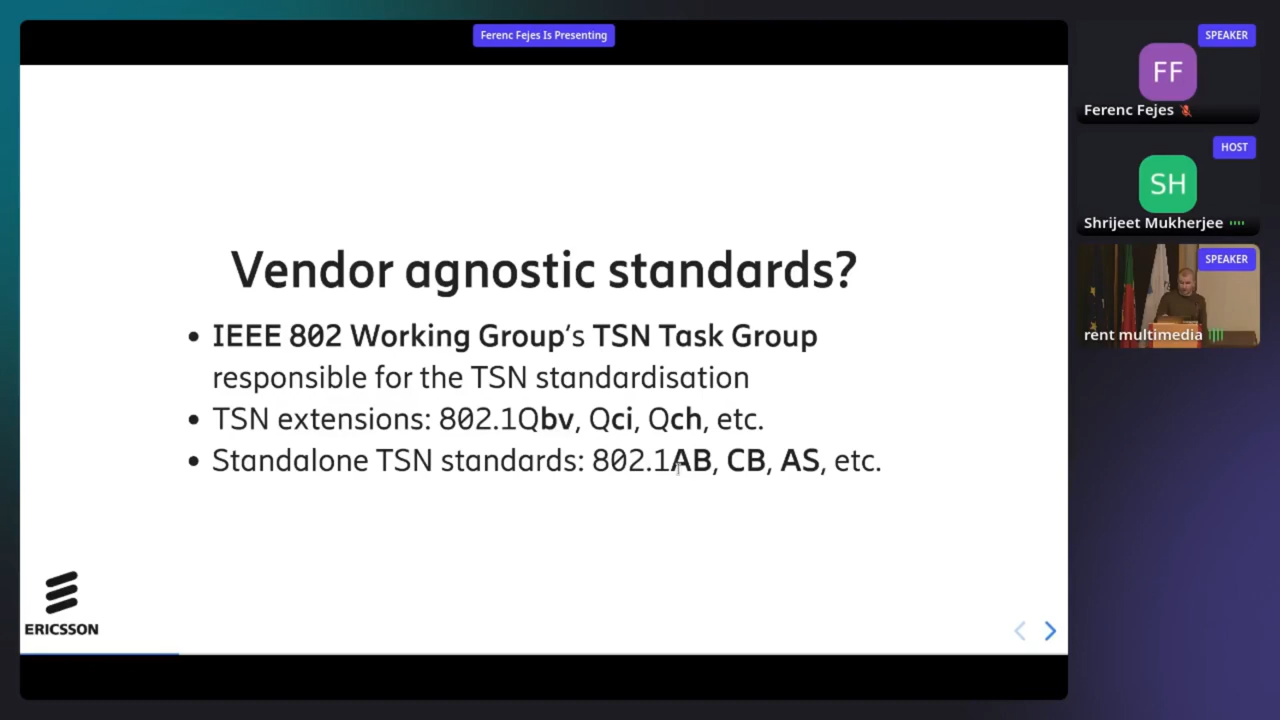 Ferenc Fejes Is Presenting
Vendor agnostic standards?
• IEEE 802 Working Group‘s TSN Task Group
responsible for the TSN standardisation
• TSN extensions: 802.1Qbv, Qci, Qch, etc.
• Standalone TSN standards: 802.1AB, CB, AS, etc.
ERICSSON
SPEAKER
FF
Ferenc Fejes
HOST
SH
Shrijeet Mukherjee
SPEAKER
rent multimedia